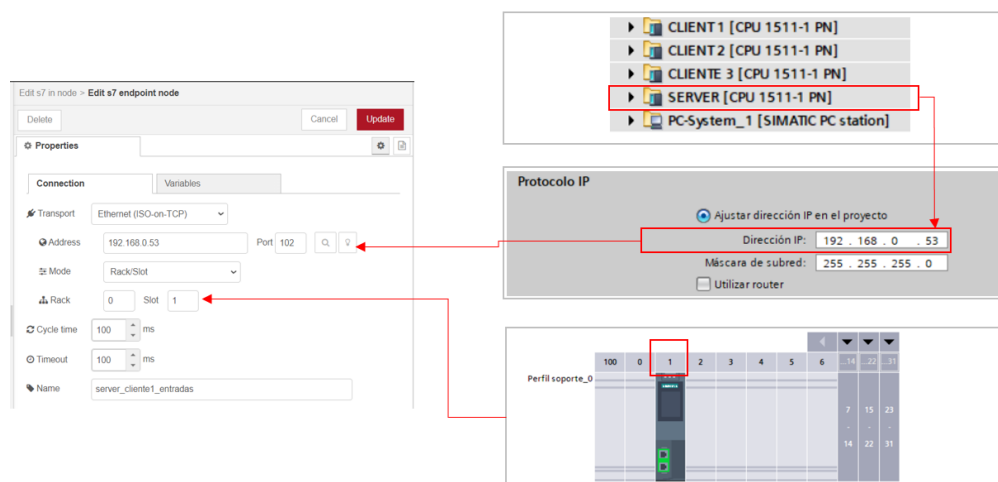 Edit s7 in node > Edit s7 endpoint node
Delete
Cancel
Update
Properties
Connection
Variables
Transport
Ethernet (ISO-on-TCP)
Address
192.168.0.53
Port
102
Mode
Rack/Slot
Rack
0
Slot
1
Cycle time
100
ms
Timeout
100
ms
Name
server_cliente1_entradas
CLIENT1 [CPU 1511-1 PN]
CLIENT2 [CPU 1511-1 PN]
CLIENTE 3 [CPU 1511-1 PN]
SERVER [CPU 1511-1 PN]
PC-System_1 [SIMATIC PC station]
Protocolo IP
Ajustar dirección IP en el proyecto
Dirección IP: 192 . 168 . 0 . 53
Máscara de subred: 255 . 255 . 255 . 0
Utilizar router
100 0 1 2 3 4 5 6 ...14 ...22 ...31
Perfil soporte_0
7 15 23
- - -
14 22 31